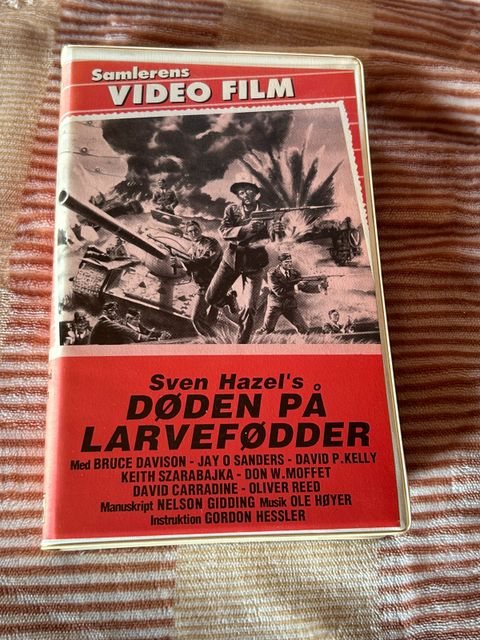 Samlerens
VIDEO FILM
Sven Hazel's
DØDEN PÅ
LARVEFØDDER
Med BRUCE DAVISON - JAY O SANDERS - DAVID P.KELLY
KEITH SZARABAJKA - DON W.MOFFET
DAVID CARRADINE - OLIVER REED
Manuskript NELSON GIDDING Musik OLE HØYER
Instruktion GORDON HESSLER